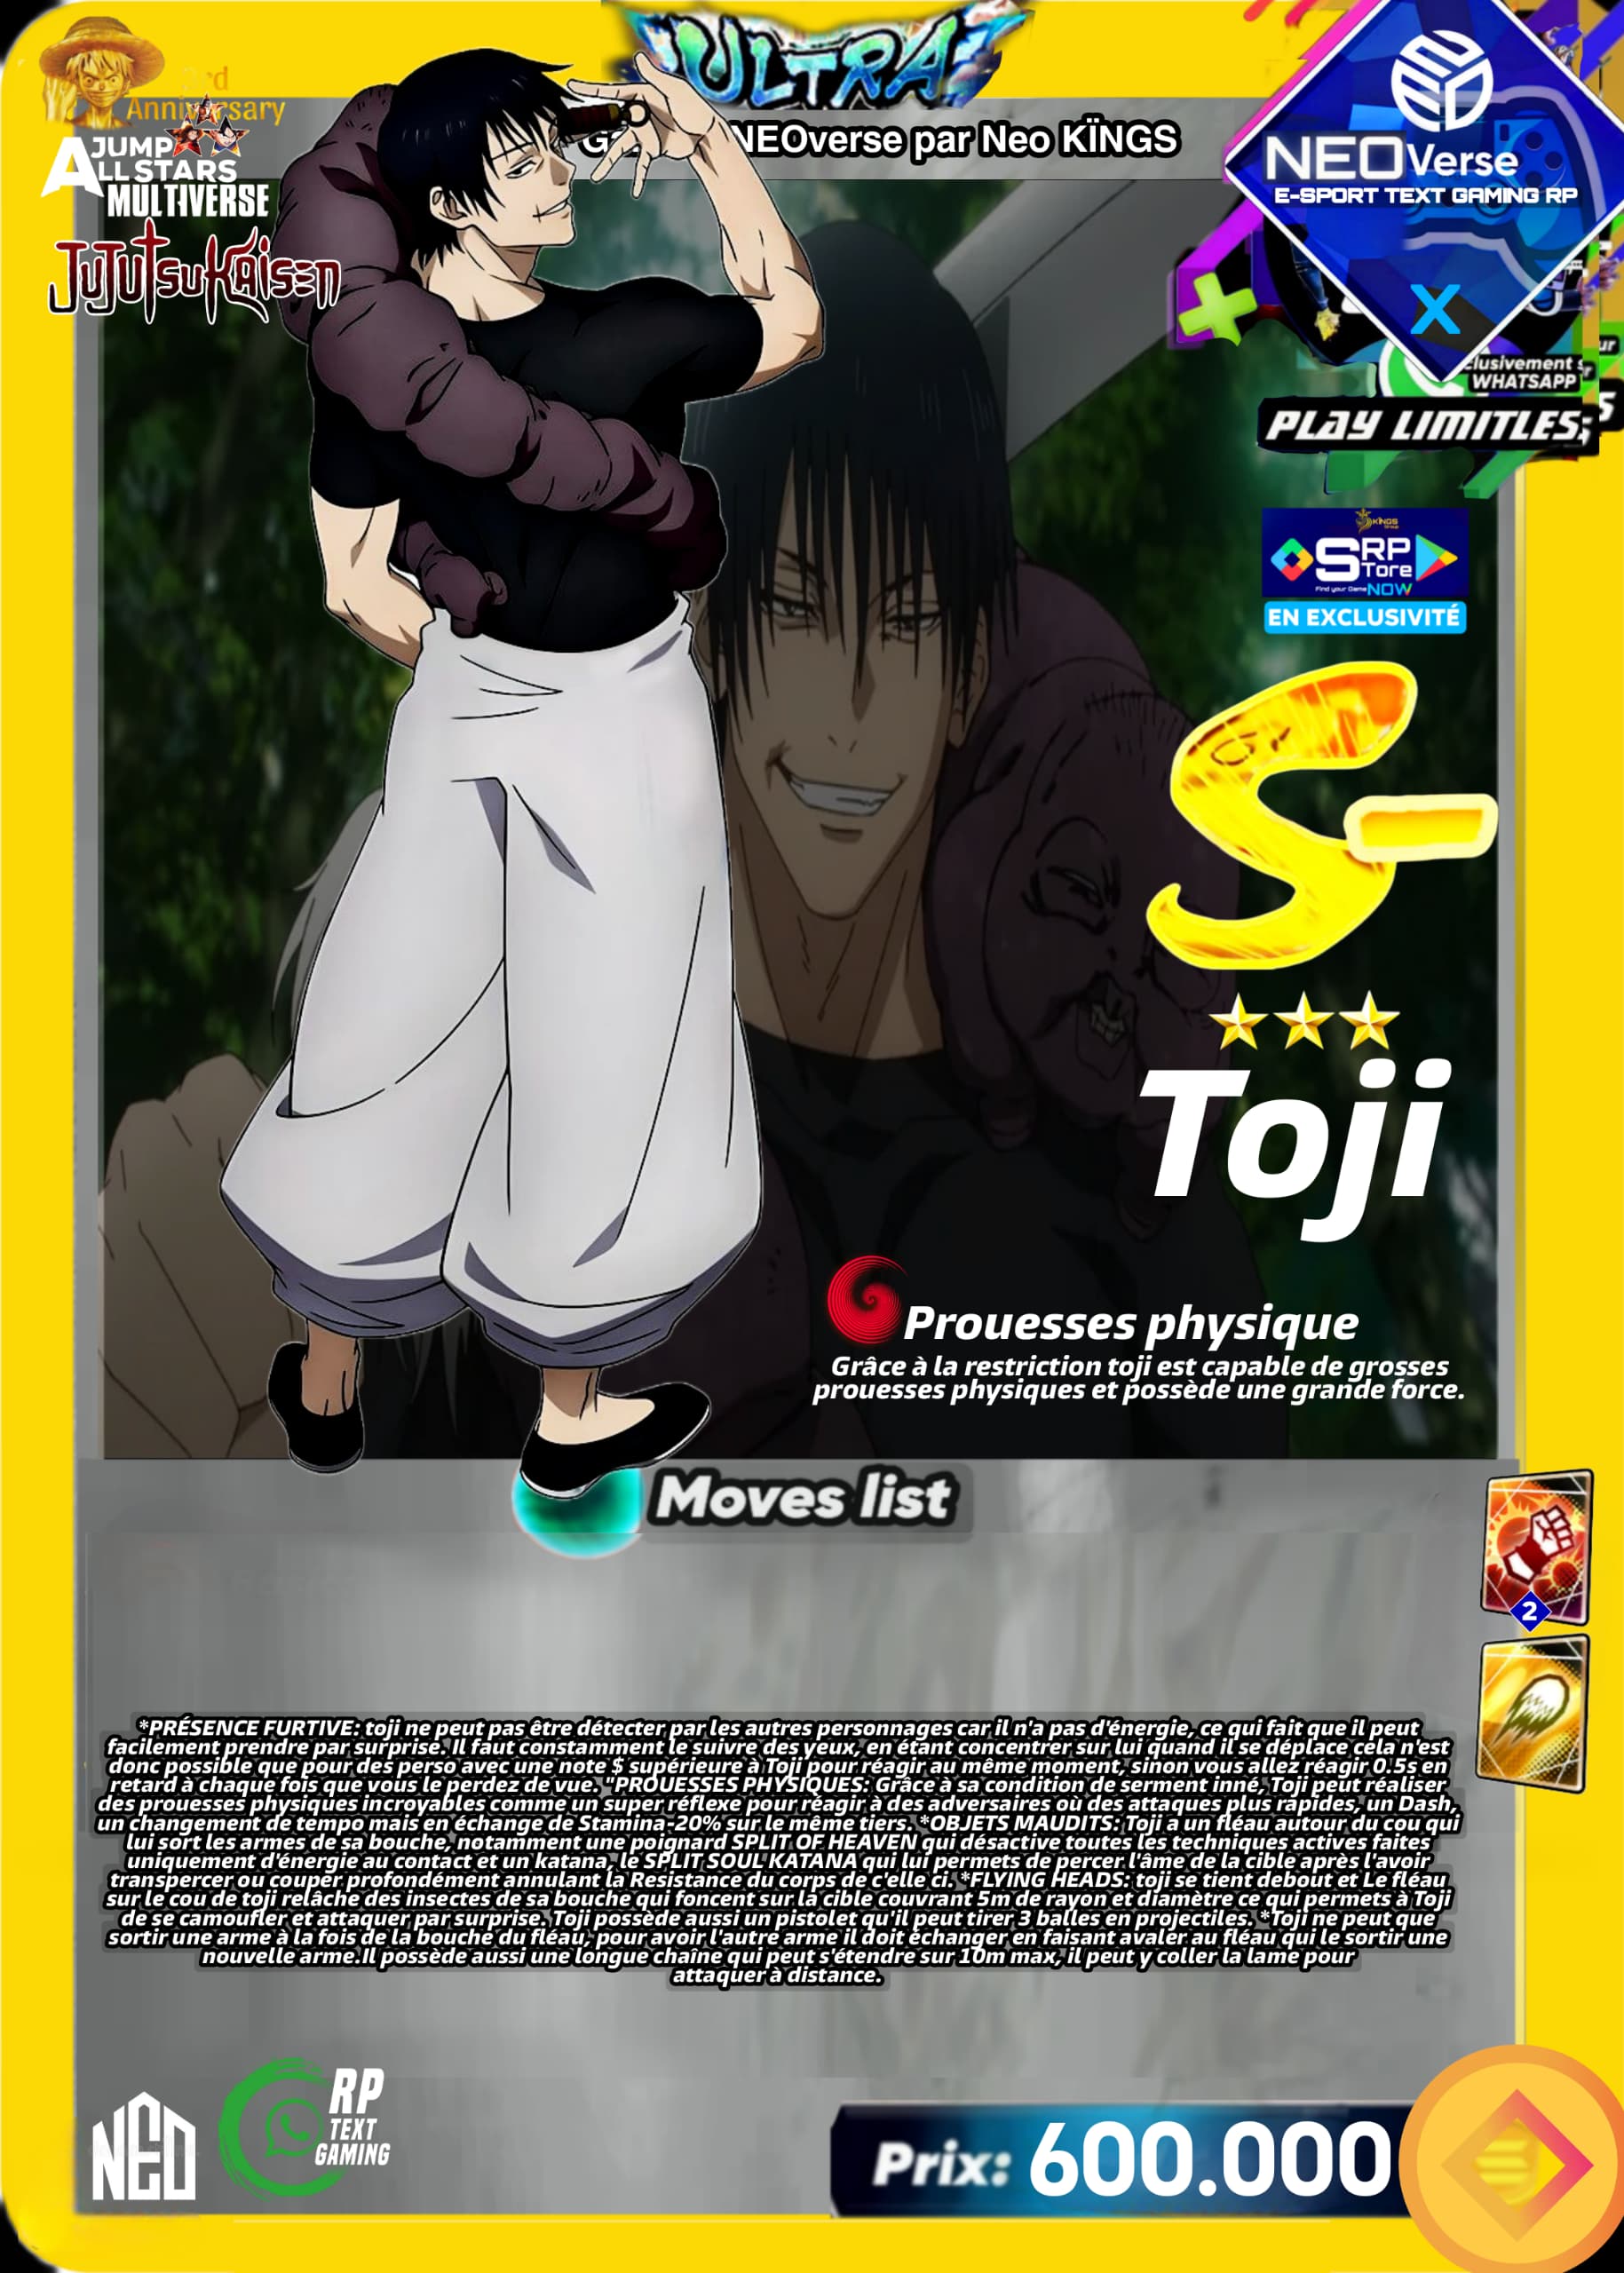 ULTRA
3rd
Anniversary
JUMP
ALL STARS
MULTIVERSE
JUJUTSU KAISEN
NEOverse par Neo KÏNGS
NEOVerse
E-SPORT TEXT GAMING RP
X
clusivement
WHATSAPP
PLAY LIMITLES
KINGS
SRP
STore
Find your Game NOW
EN EXCLUSIVITÉ
S-
Toji
Prouesses physique
Grâce à la restriction toji est capable de grosses
prouesses physiques et possède une grande force.
Moves list
2
*PRÉSENCE FURTIVE: toji ne peut pas être détecter par les autres personnages car il n'a pas d'énergie, ce qui fait que il peut
facilement prendre par surprise. Il faut constamment le suivre des yeux, en étant concentrer sur lui quand il se déplace cela n'est
donc possible que pour des perso avec une note $ supérieure à Toji pour réagir au même moment, sinon vous allez réagir 0.5s en
retard à chaque fois que vous le perdez de vue. "PROUESSES PHYSIQUES: Grâce à sa condition de serment inné, Toji peut réaliser
des prouesses physiques incroyables comme un super réflexe pour réagir à des adversaires où des attaques plus rapides, un Dash,
un changement de tempo mais en échange de Stamina-20% sur le même tiers. *OBJETS MAUDITS: Toji a un fléau autour du cou qui
lui sort les armes de sa bouche, notamment une poignard SPLIT OF HEAVEN qui désactive toutes les techniques actives faites
uniquement d'énergie au contact et un katana, le SPLIT SOUL KATANA qui lui permets de percer l'âme de la cible après l'avoir
transpercer ou couper profondément annulant la Resistance du corps de c'elle ci. *FLYING HEADS: toji se tient debout et Le fléau
sur le cou de toji relâche des insectes de sa bouche qui foncent sur la cible couvrant 5m de rayon et diamètre ce qui permets à Toji
de se camoufler et attaquer par surprise. Toji possède aussi un pistolet qu'il peut tirer 3 balles en projectiles. *Toji ne peut que
sortir une arme à la fois de la bouche du fléau, pour avoir l'autre arme il doit échanger en faisant avaler au fléau qui le sortir une
nouvelle arme.Il possède aussi une longue chaîne qui peut s'étendre sur 10m max, il peut y coller la lame pour
attaquer à distance.
NEO
RP
TEXT
GAMING
Prix: 600.000